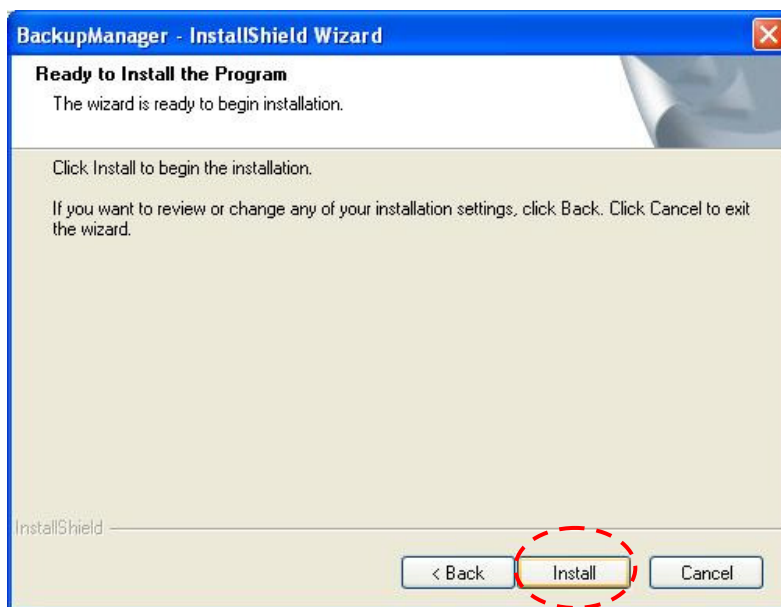 BackupManager - InstallShield Wizard
Ready to Install the Program
The wizard is ready to begin installation.
Click Install to begin the installation.
If you want to review or change any of your installation settings, click Back. Click Cancel to exit
the wizard.
InstallShield
< Back Install Cancel